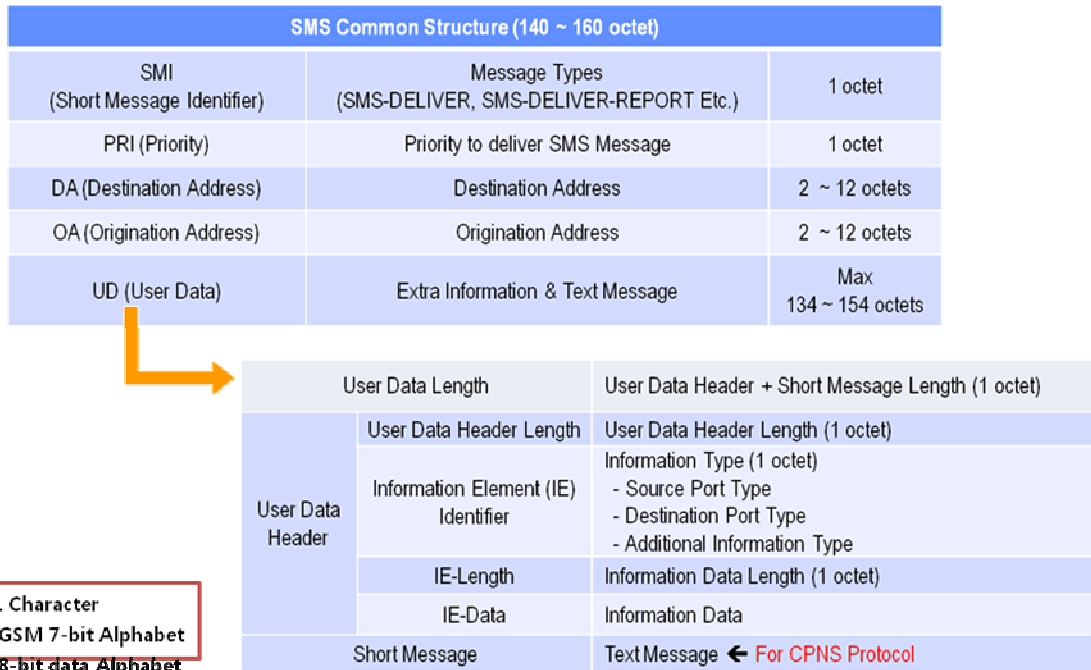 SMS Common Structure (140 ~ 160 octet)
SMI
(Short Message Identifier)
Message Types
(SMS-DELIVER, SMS-DELIVER-REPORT Etc.)
1 octet
PRI (Priority)
Priority to deliver SMS Message
1 octet
DA (Destination Address)
Destination Address
2 ~ 12 octets
OA (Origination Address)
Origination Address
2 ~ 12 octets
UD (User Data)
Extra Information & Text Message
Max
134 ~ 154 octets
User Data Length
User Data Header + Short Message Length (1 octet)
User Data
Header
User Data Header Length
User Data Header Length (1 octet)
Information Element (IE)
Identifier
Information Type (1 octet)
- Source Port Type
- Destination Port Type
- Additional Information Type
IE-Length
Information Data Length (1 octet)
IE-Data
Information Data
Short Message
Text Message ← For CPNS Protocol
. Character
GSM 7-bit Alphabet
8-bit data Alphabet